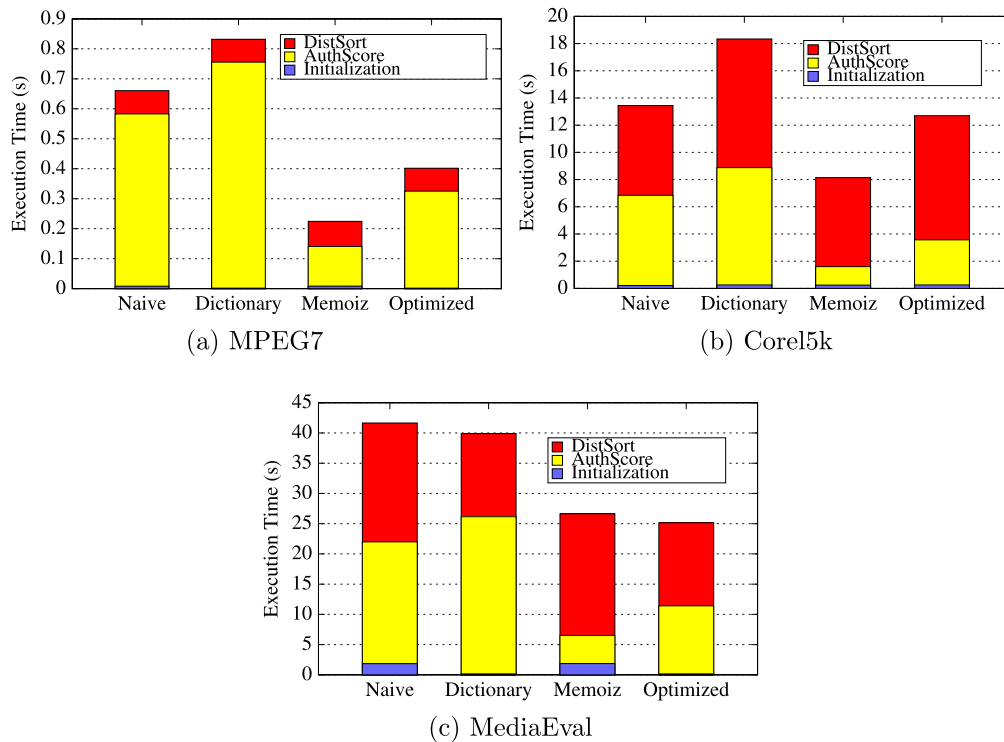 Execution Time (s)
0.9
0.8
0.7
0.6
0.5
0.4
0.3
0.2
0.1
0
DistSort
AuthScore
Initialization
Naive Dictionary Memoiz Optimized
(a) MPEG7
Execution Time (s)
20
18
16
14
12
10
8
6
4
2
0
DistSort
AuthScore
Initialization
Naive Dictionary Memoiz Optimized
(b) Corel5k
Execution Time (s)
45
40
35
30
25
20
15
10
5
0
DistSort
AuthScore
Initialization
Naive Dictionary Memoiz Optimized
(c) MediaEval